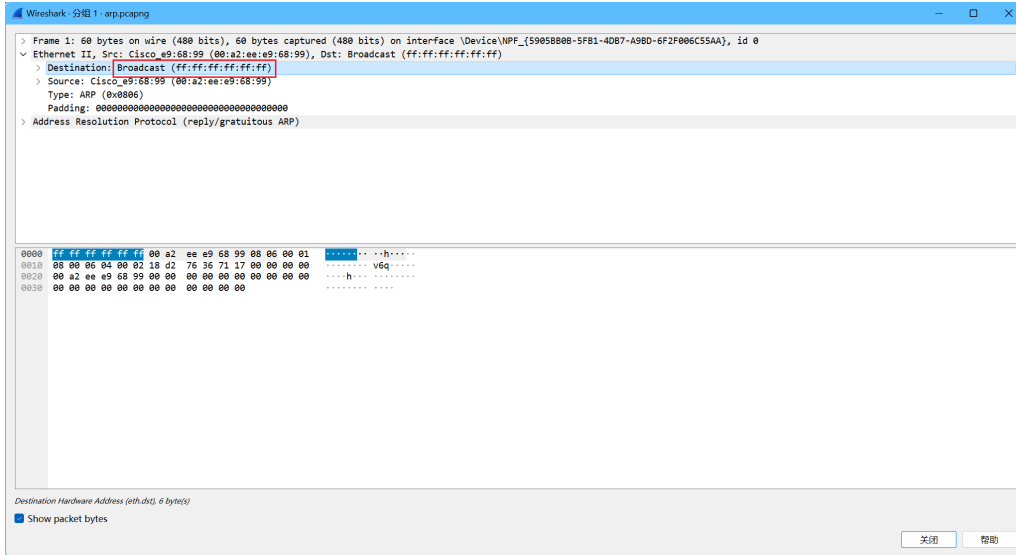 Wireshark · 分组 1 · arp.pcapng
> Frame 1: 60 bytes on wire (480 bits), 60 bytes captured (480 bits) on interface \Device\NPF_{5905BB0B-5FB1-4DB7-A9BD-6F2F006C55AA}, id 0
Ethernet II, Src: Cisco_e9:68:99 (00:a2:ee:e9:68:99), Dst: Broadcast (ff:ff:ff:ff:ff:ff)
> Destination: Broadcast (ff:ff:ff:ff:ff:ff)
> Source: Cisco_e9:68:99 (00:a2:ee:e9:68:99)
Type: ARP (0x0806)
Padding: 000000000000000000000000000000000000
> Address Resolution Protocol (reply/gratuitous ARP)
0000 ff ff ff ff ff ff 00 a2 ee e9 68 99 08 06 00 01 ········ ··h·····
0010 08 00 06 04 00 02 18 d2 76 36 71 17 00 00 00 00 ········ v6q·····
0020 00 a2 ee e9 68 99 00 00 00 00 00 00 00 00 00 00 ····h··· ········
0030 00 00 00 00 00 00 00 00 00 00 00 00 ········ ····
Destination Hardware Address (eth.dst), 6 byte(s)
Show packet bytes
关闭 帮助